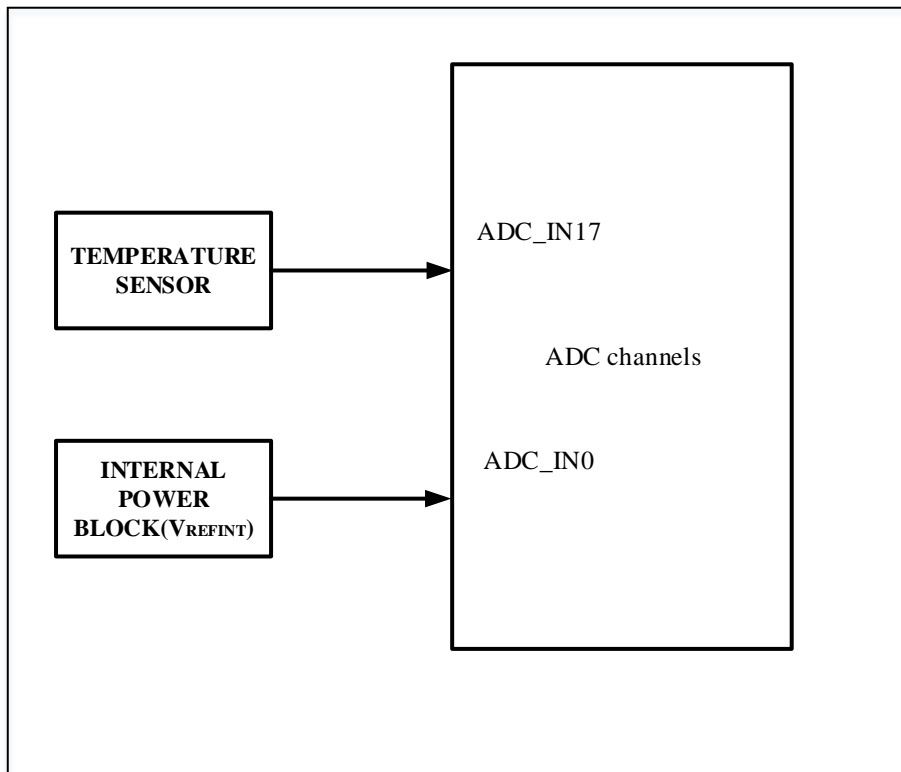 ADC_IN17
TEMPERATURE
SENSOR
ADC channels
ADC_IN0
INTERNAL
POWER
BLOCK(VREFINT)